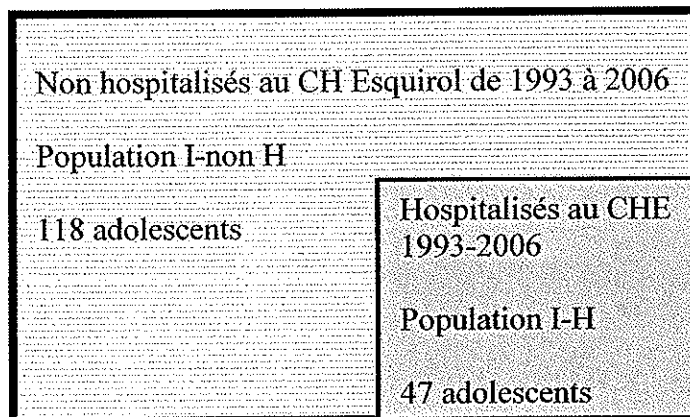 Non hospitalisés au CH Esquirol de 1993 à 2006
Population I-non H
118 adolescents
Hospitalisés au CHE
1993-2006
Population I-H
47 adolescents